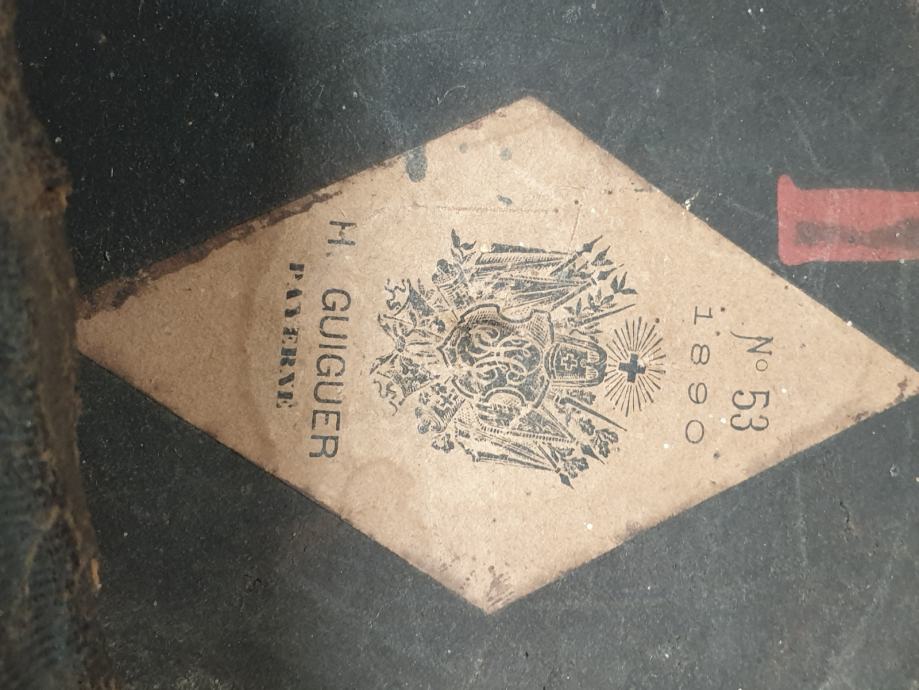 No 53
1890
H. GUIGUER
PAYERNE